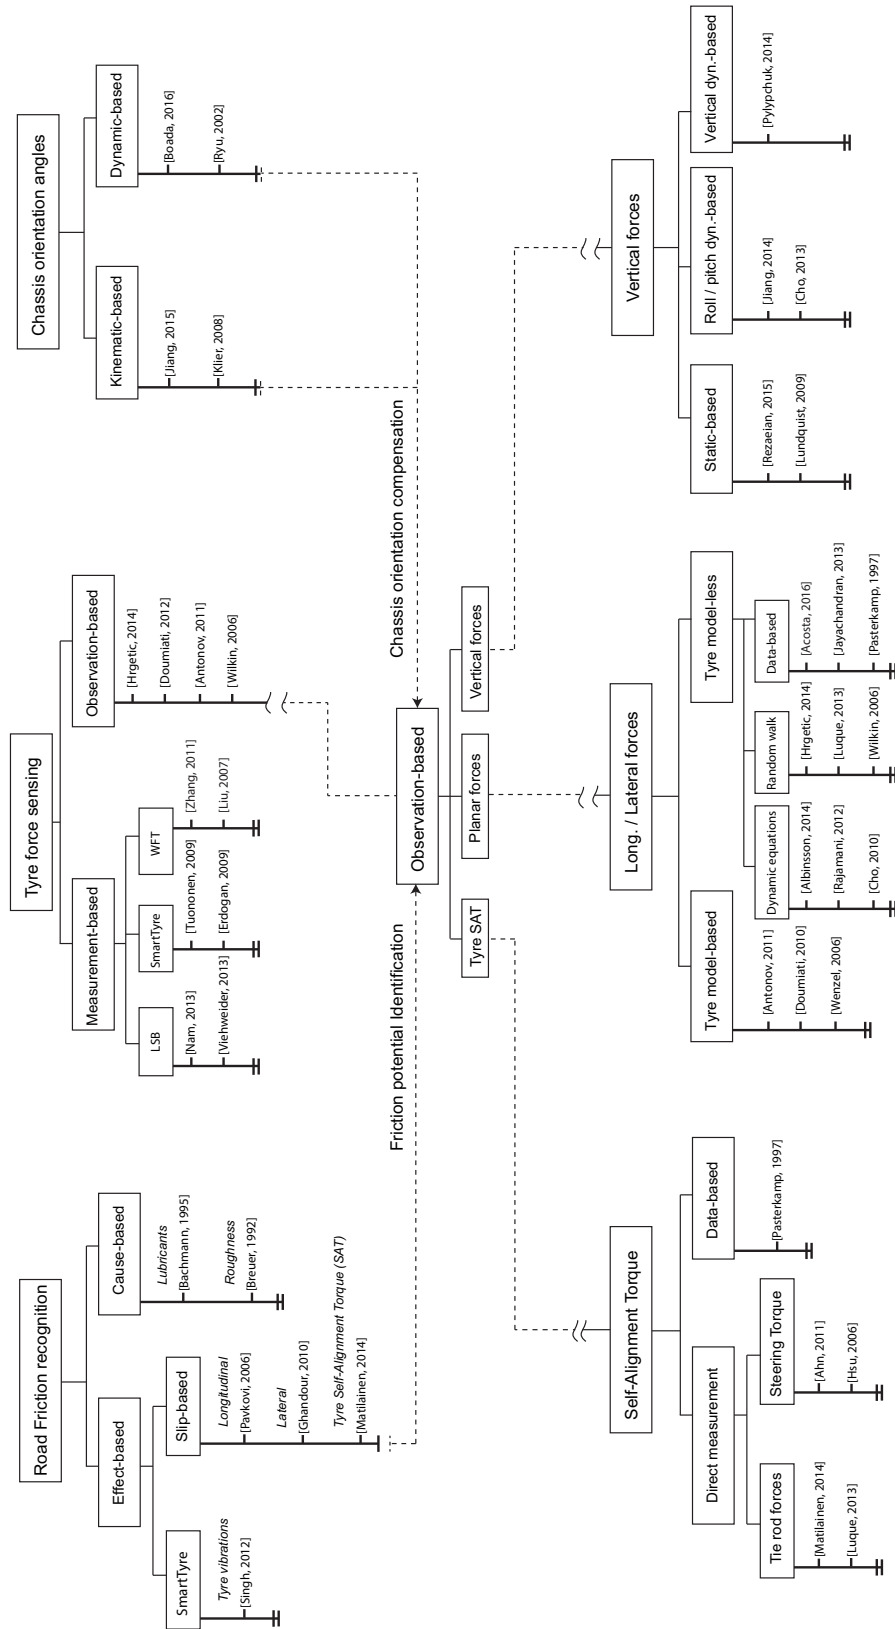 Road Friction recognition
Effect-based
Cause-based
SmartTyre
Slip-based
Tyre vibrations
[Singh, 2012]
Longitudinal
[Pavkovi, 2006]
Lateral
[Ghandour, 2010]
Tyre Self-Alignment Torque (SAT)
[Matilainen, 2014]
Lubricants
[Bachmann, 1995]
Roughness
[Breuer, 1992]
Tyre force sensing
Measurement-based
Observation-based
LSB
SmartTyre
WFT
[Nam, 2013]
[Viehweider, 2013]
[Tuononen, 2009]
[Erdogan, 2009]
[Zhang, 2011]
[Liu, 2007]
[Hrgetic, 2014]
[Doumiati, 2012]
[Antonov, 2011]
[Wilkin, 2006]
Chassis orientation angles
Kinematic-based
Dynamic-based
[Jiang, 2015]
[Klier, 2008]
[Boada, 2016]
[Ryu, 2002]
Friction potential Identification
Observation-based
Chassis orientation compensation
Tyre SAT
Planar forces
Vertical forces
Self-Alignment Torque
Direct measurement
Data-based
Tie rod forces
Steering Torque
[Matilainen, 2014]
[Luque, 2013]
[Ahn, 2011]
[Hsu, 2006]
[Pasterkamp, 1997]
Long. / Lateral forces
Tyre model-based
Tyre model-less
Dynamic equations
Random walk
Data-based
[Antonov, 2011]
[Doumiati, 2010]
[Wenzel, 2006]
[Albinsson, 2014]
[Rajamani, 2012]
[Cho, 2010]
[Hrgetic, 2014]
[Luque, 2013]
[Wilkin, 2006]
[Acosta, 2016]
[Jayachandran, 2013]
[Pasterkamp, 1997]
Vertical forces
Static-based
Roll / pitch dyn.-based
Vertical dyn.-based
[Rezaeian, 2015]
[Lundquist, 2009]
[Jiang, 2014]
[Cho, 2013]
[Pylypchuk, 2014]